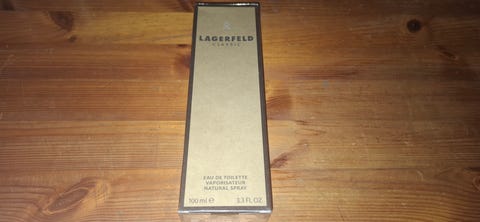 LAGERFELD
CLASSIC
EAU DE TOILETTE
VAPORISATEUR
NATURAL SPRAY
100 ml e 3.3 FL. OZ.